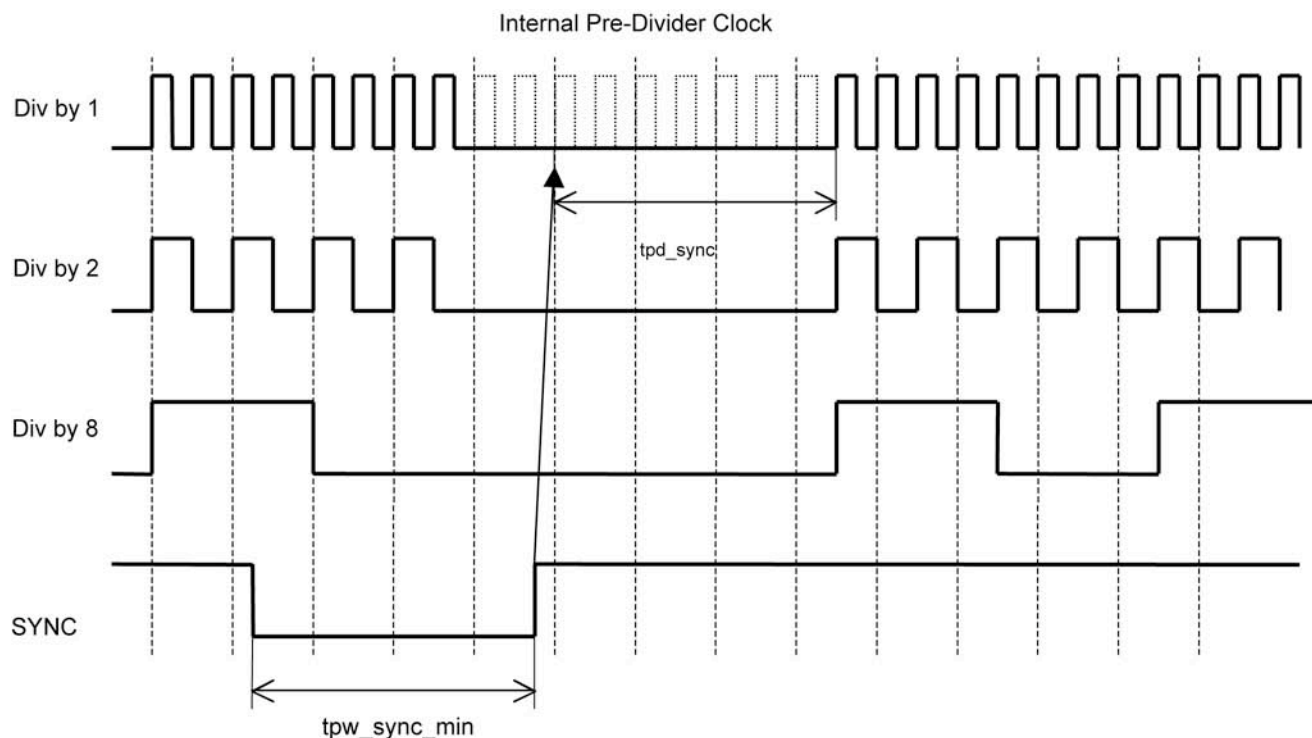 Internal Pre-Divider Clock
Div by 1
tpd_sync
Div by 2
Div by 8
SYNC
tpw_sync_min